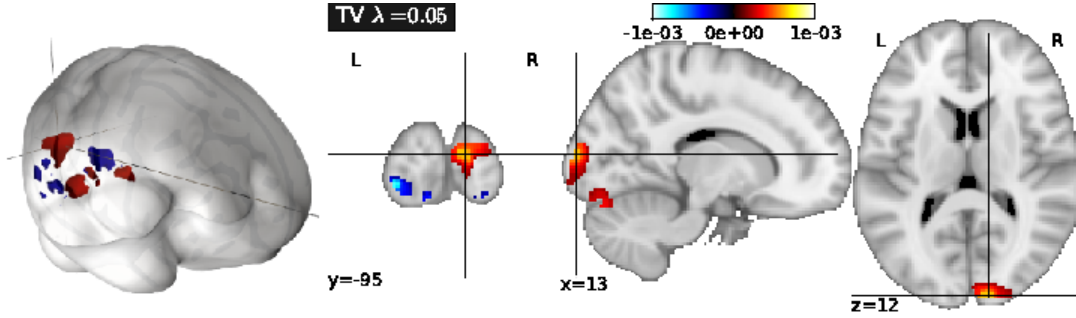 TV λ =0.05
-1e-03 0e+00 1e-03
L R
L R
y=-95
x=13
z=12